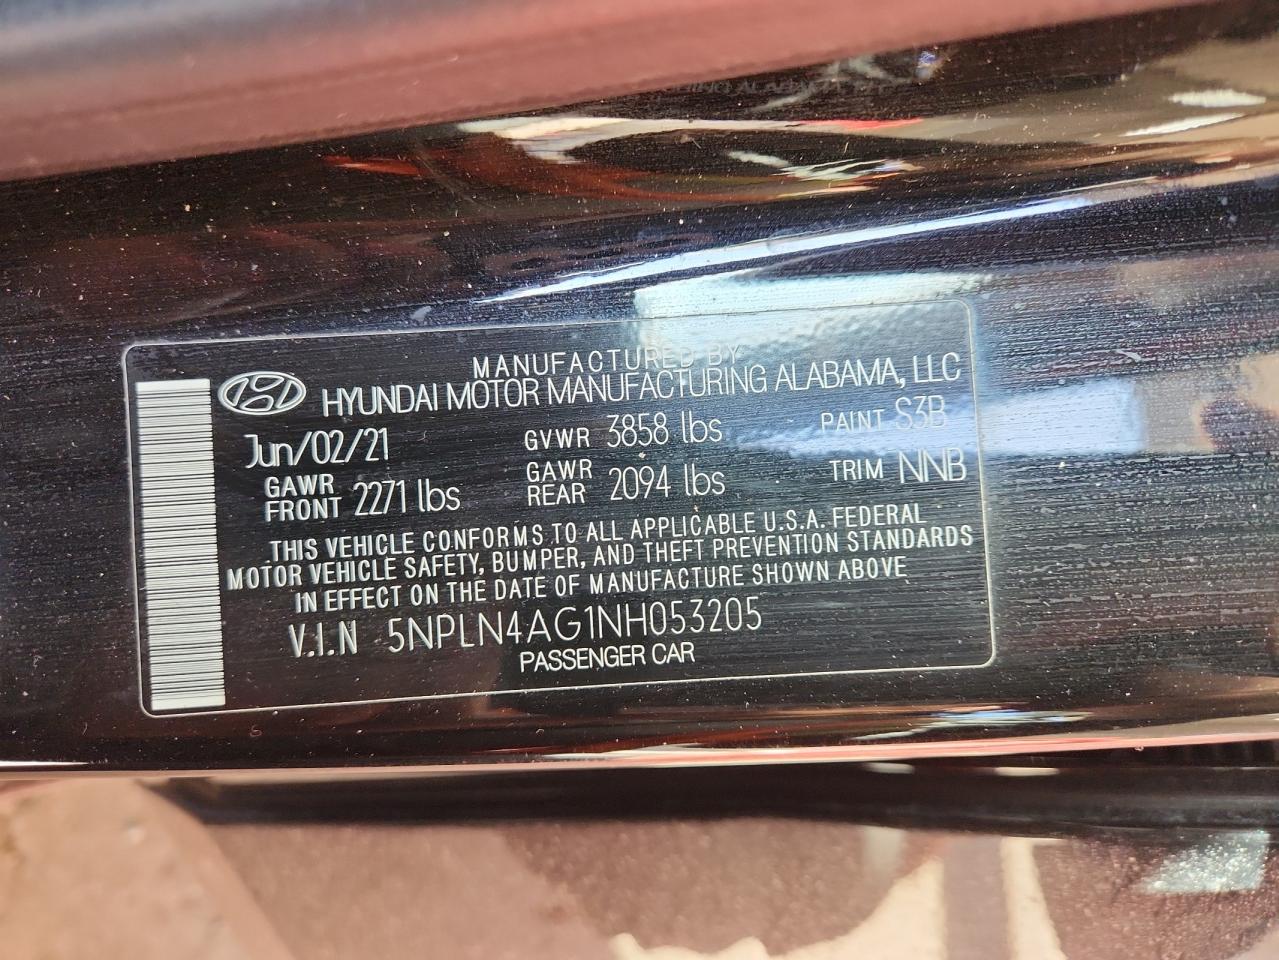 MANUFACTURED BY
HYUNDAI MOTOR MANUFACTURING ALABAMA, LLC
Jun/02/21 GVWR 3858 lbs PAINT S3B
GAWR FRONT 2271 lbs GAWR REAR 2094 lbs TRIM NNB
THIS VEHICLE CONFORMS TO ALL APPLICABLE U.S.A. FEDERAL
MOTOR VEHICLE SAFETY, BUMPER, AND THEFT PREVENTION STANDARDS
IN EFFECT ON THE DATE OF MANUFACTURE SHOWN ABOVE
V.I.N 5NPLN4AG1NH053205
PASSENGER CAR